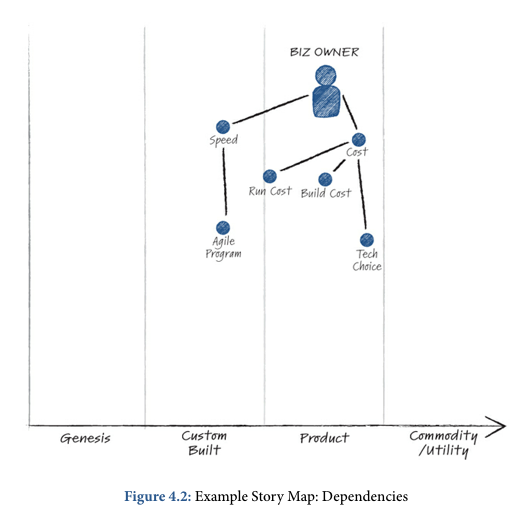 BIZ OWNER
Speed
Cost
Run Cost
Build Cost
Agile
Program
Tech
Choice
Genesis
Custom
Built
Product
Commodity
/Utility
Figure 4.2: Example Story Map: Dependencies